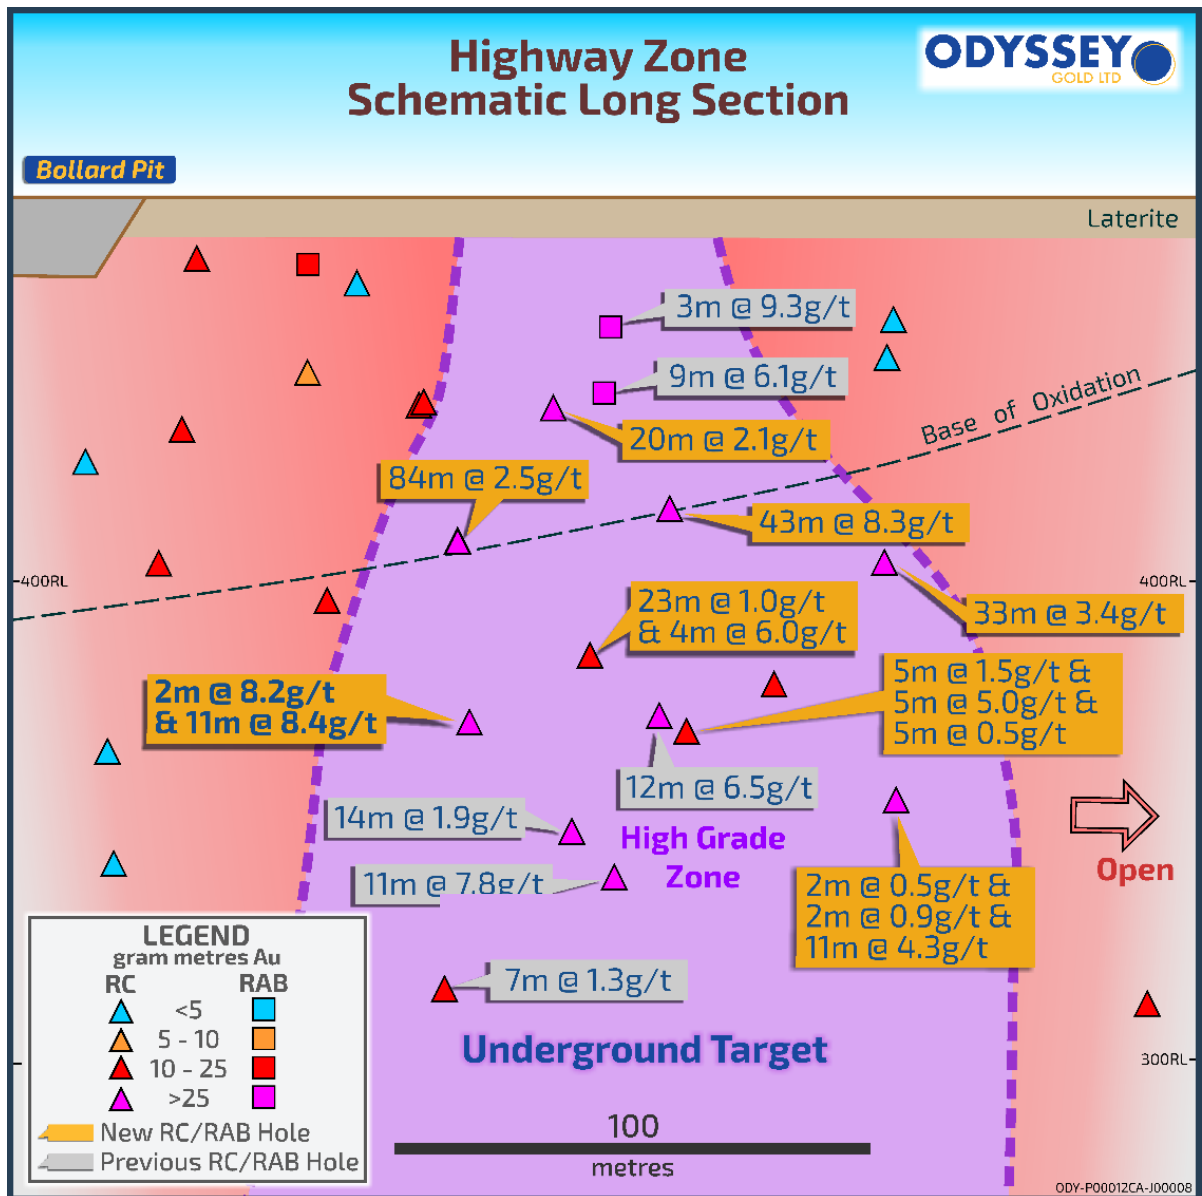 Highway Zone
Schematic Long Section
ODYSSEY
GOLD LTD
Bollard Pit
Laterite
3m @ 9.3g/t
9m @ 6.1g/t
Base of Oxidation
20m @ 2.1g/t
84m @ 2.5g/t
43m @ 8.3g/t
400RL
400RL
23m @ 1.0g/t
& 4m @ 6.0g/t
33m @ 3.4g/t
2m @ 8.2g/t
& 11m @ 8.4g/t
5m @ 1.5g/t &
5m @ 5.0g/t &
5m @ 0.5g/t
12m @ 6.5g/t
14m @ 1.9g/t
High Grade
Zone
11m @ 7.8g/t
Open
2m @ 0.5g/t &
2m @ 0.9g/t &
11m @ 4.3g/t
7m @ 1.3g/t
Underground Target
300RL
LEGEND
gram metres Au
RC RAB
<5
5 - 10
10 - 25
>25
New RC/RAB Hole
Previous RC/RAB Hole
100
metres
ODY-P00012CA-J00008